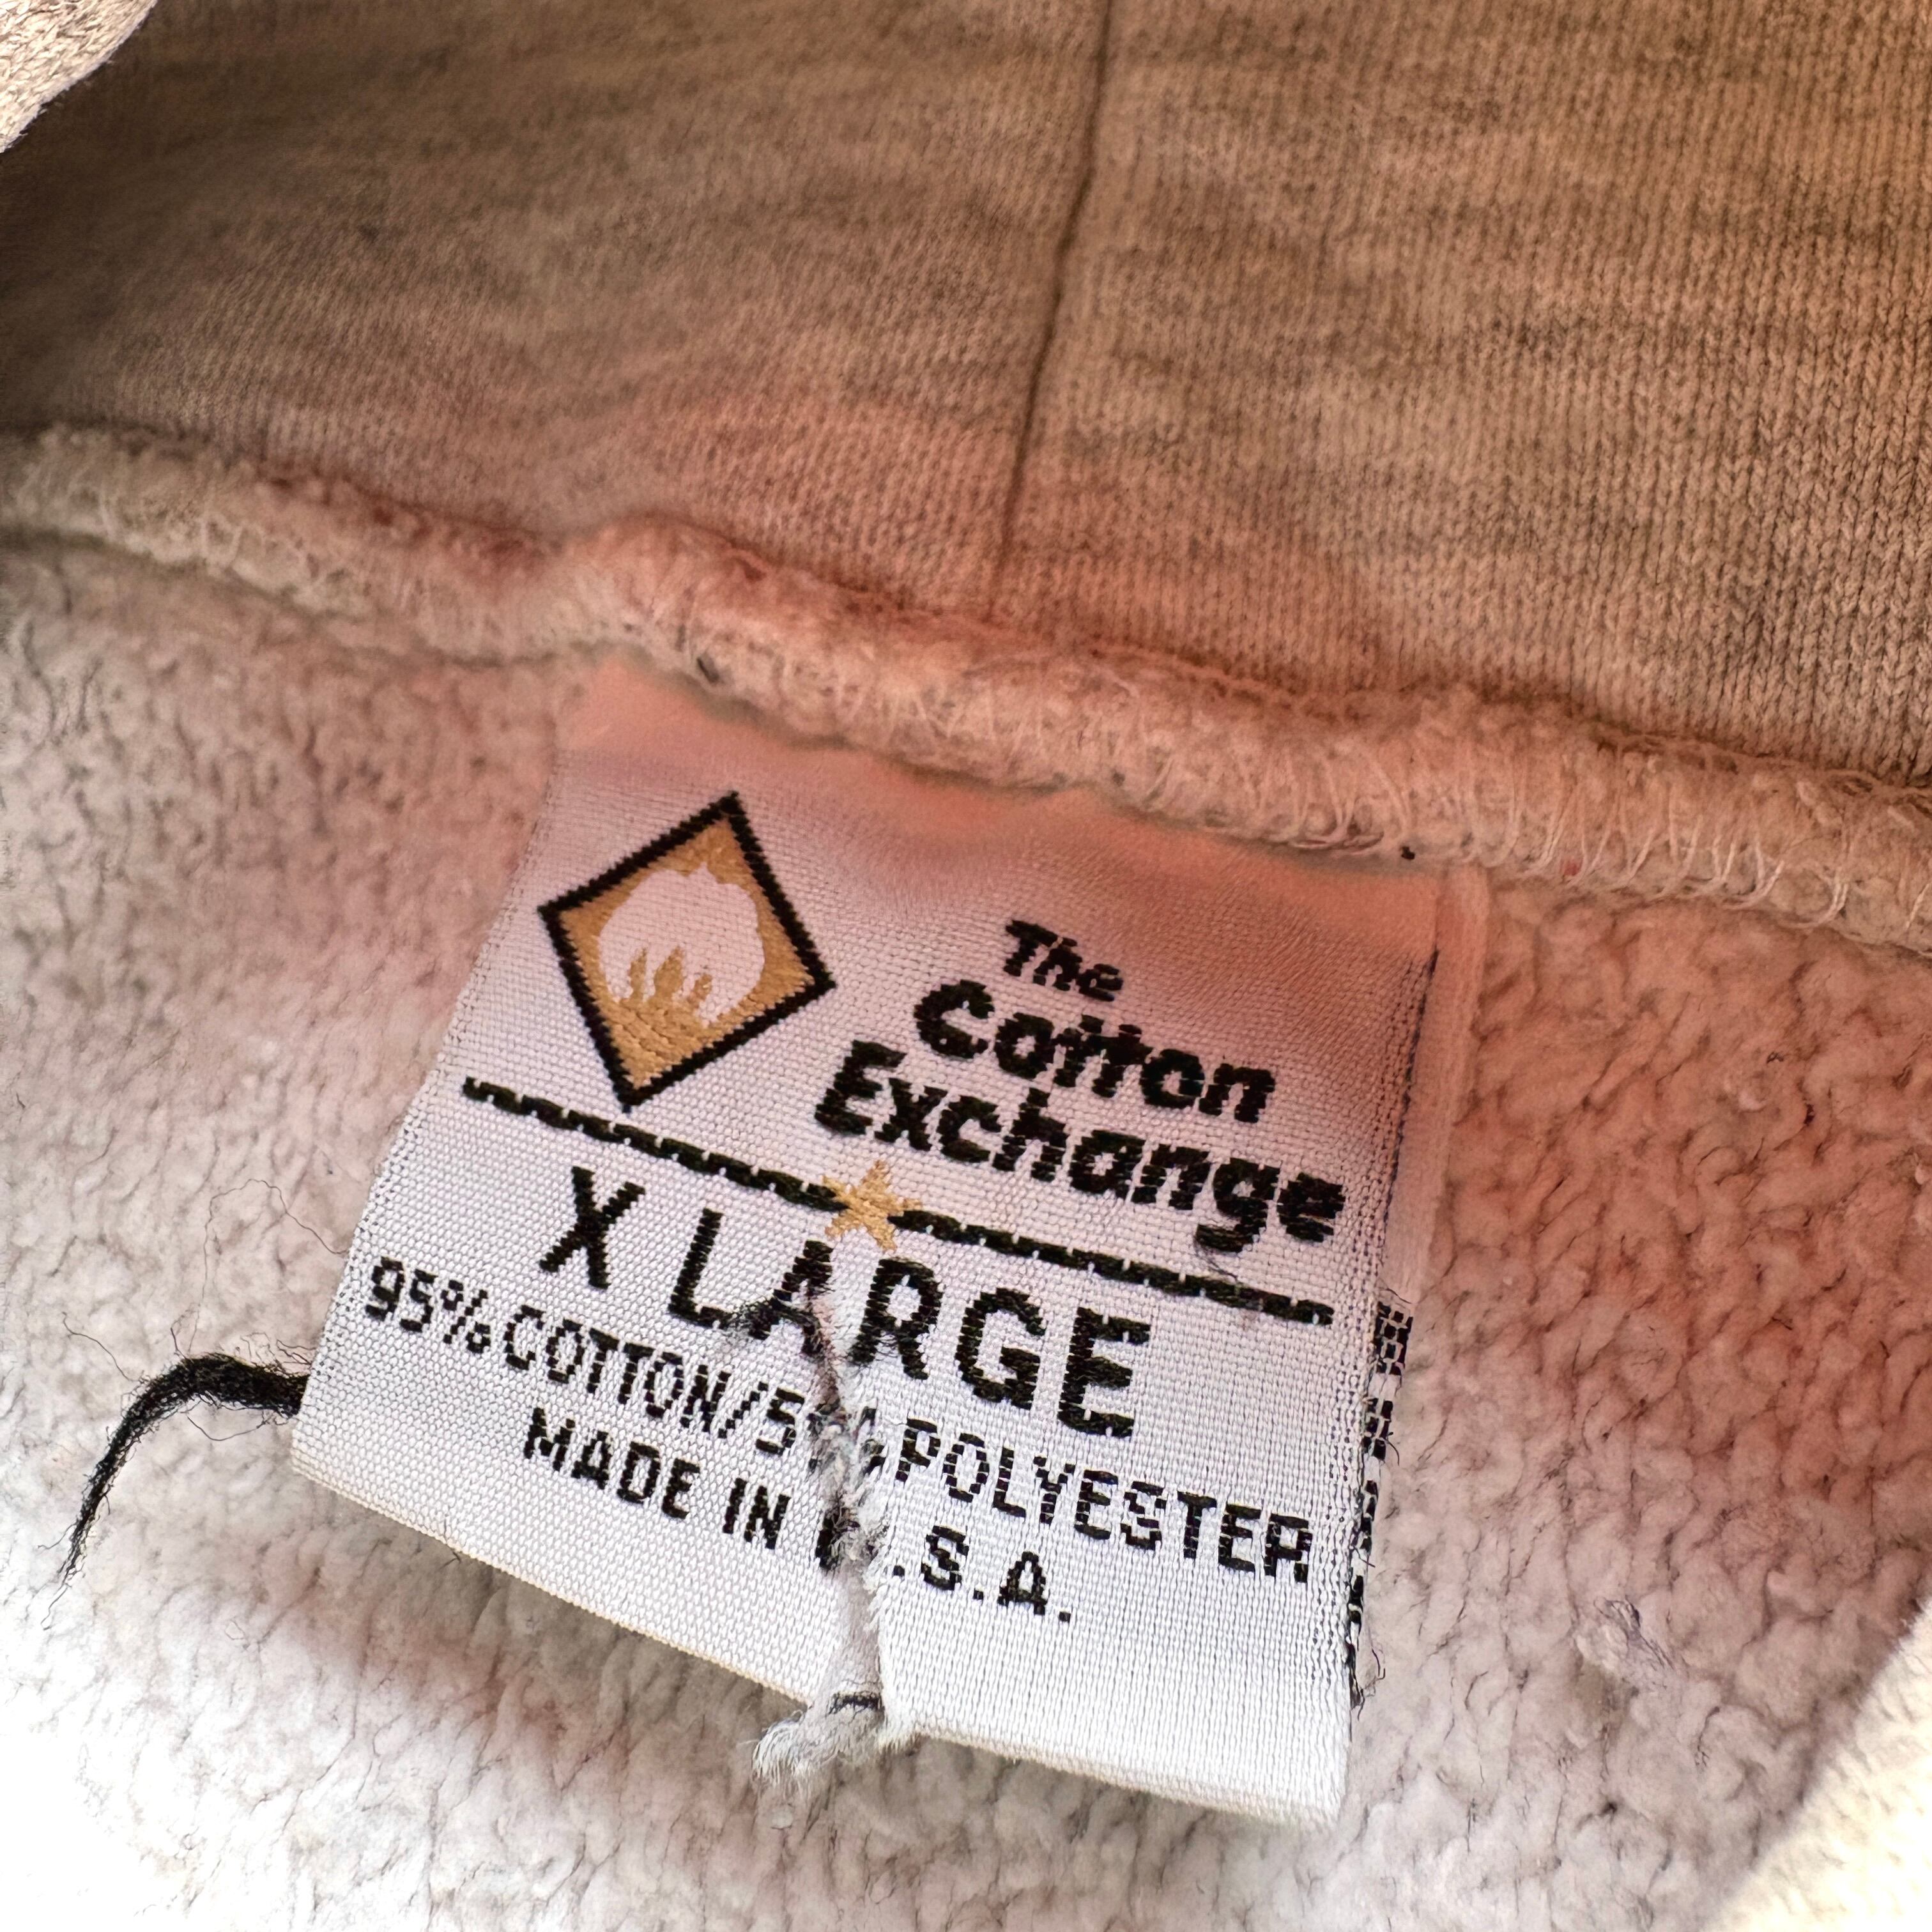 The
Cotton
Exchange
X LARGE
95% COTTON/5% POLYESTER
MADE IN U.S.A.